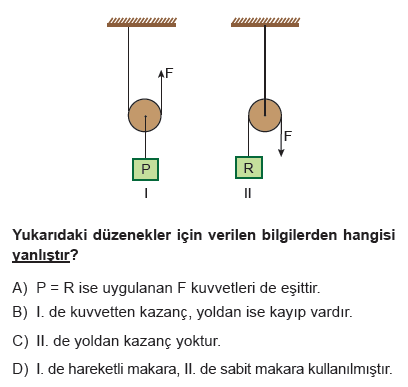 F
F
P
R
I
II
Yukarıdaki düzenekler için verilen bilgilerden hangisi
yanlıştır?
A) P = R ise uygulanan F kuvvetleri de eşittir.
B) I. de kuvvetten kazanç, yoldan ise kayıp vardır.
C) II. de yoldan kazanç yoktur.
D) I. de hareketli makara, II. de sabit makara kullanılmıştır.